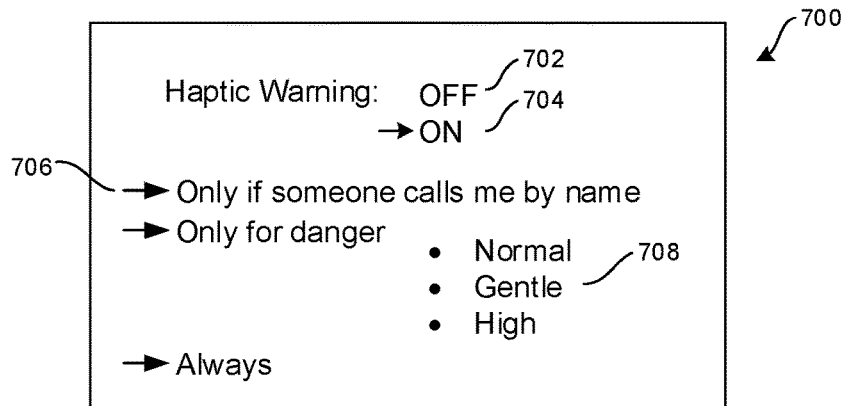 700
702
Haptic Warning: OFF
704
→ ON
706
→ Only if someone calls me by name
→ Only for danger
• Normal
708
• Gentle
• High
→ Always